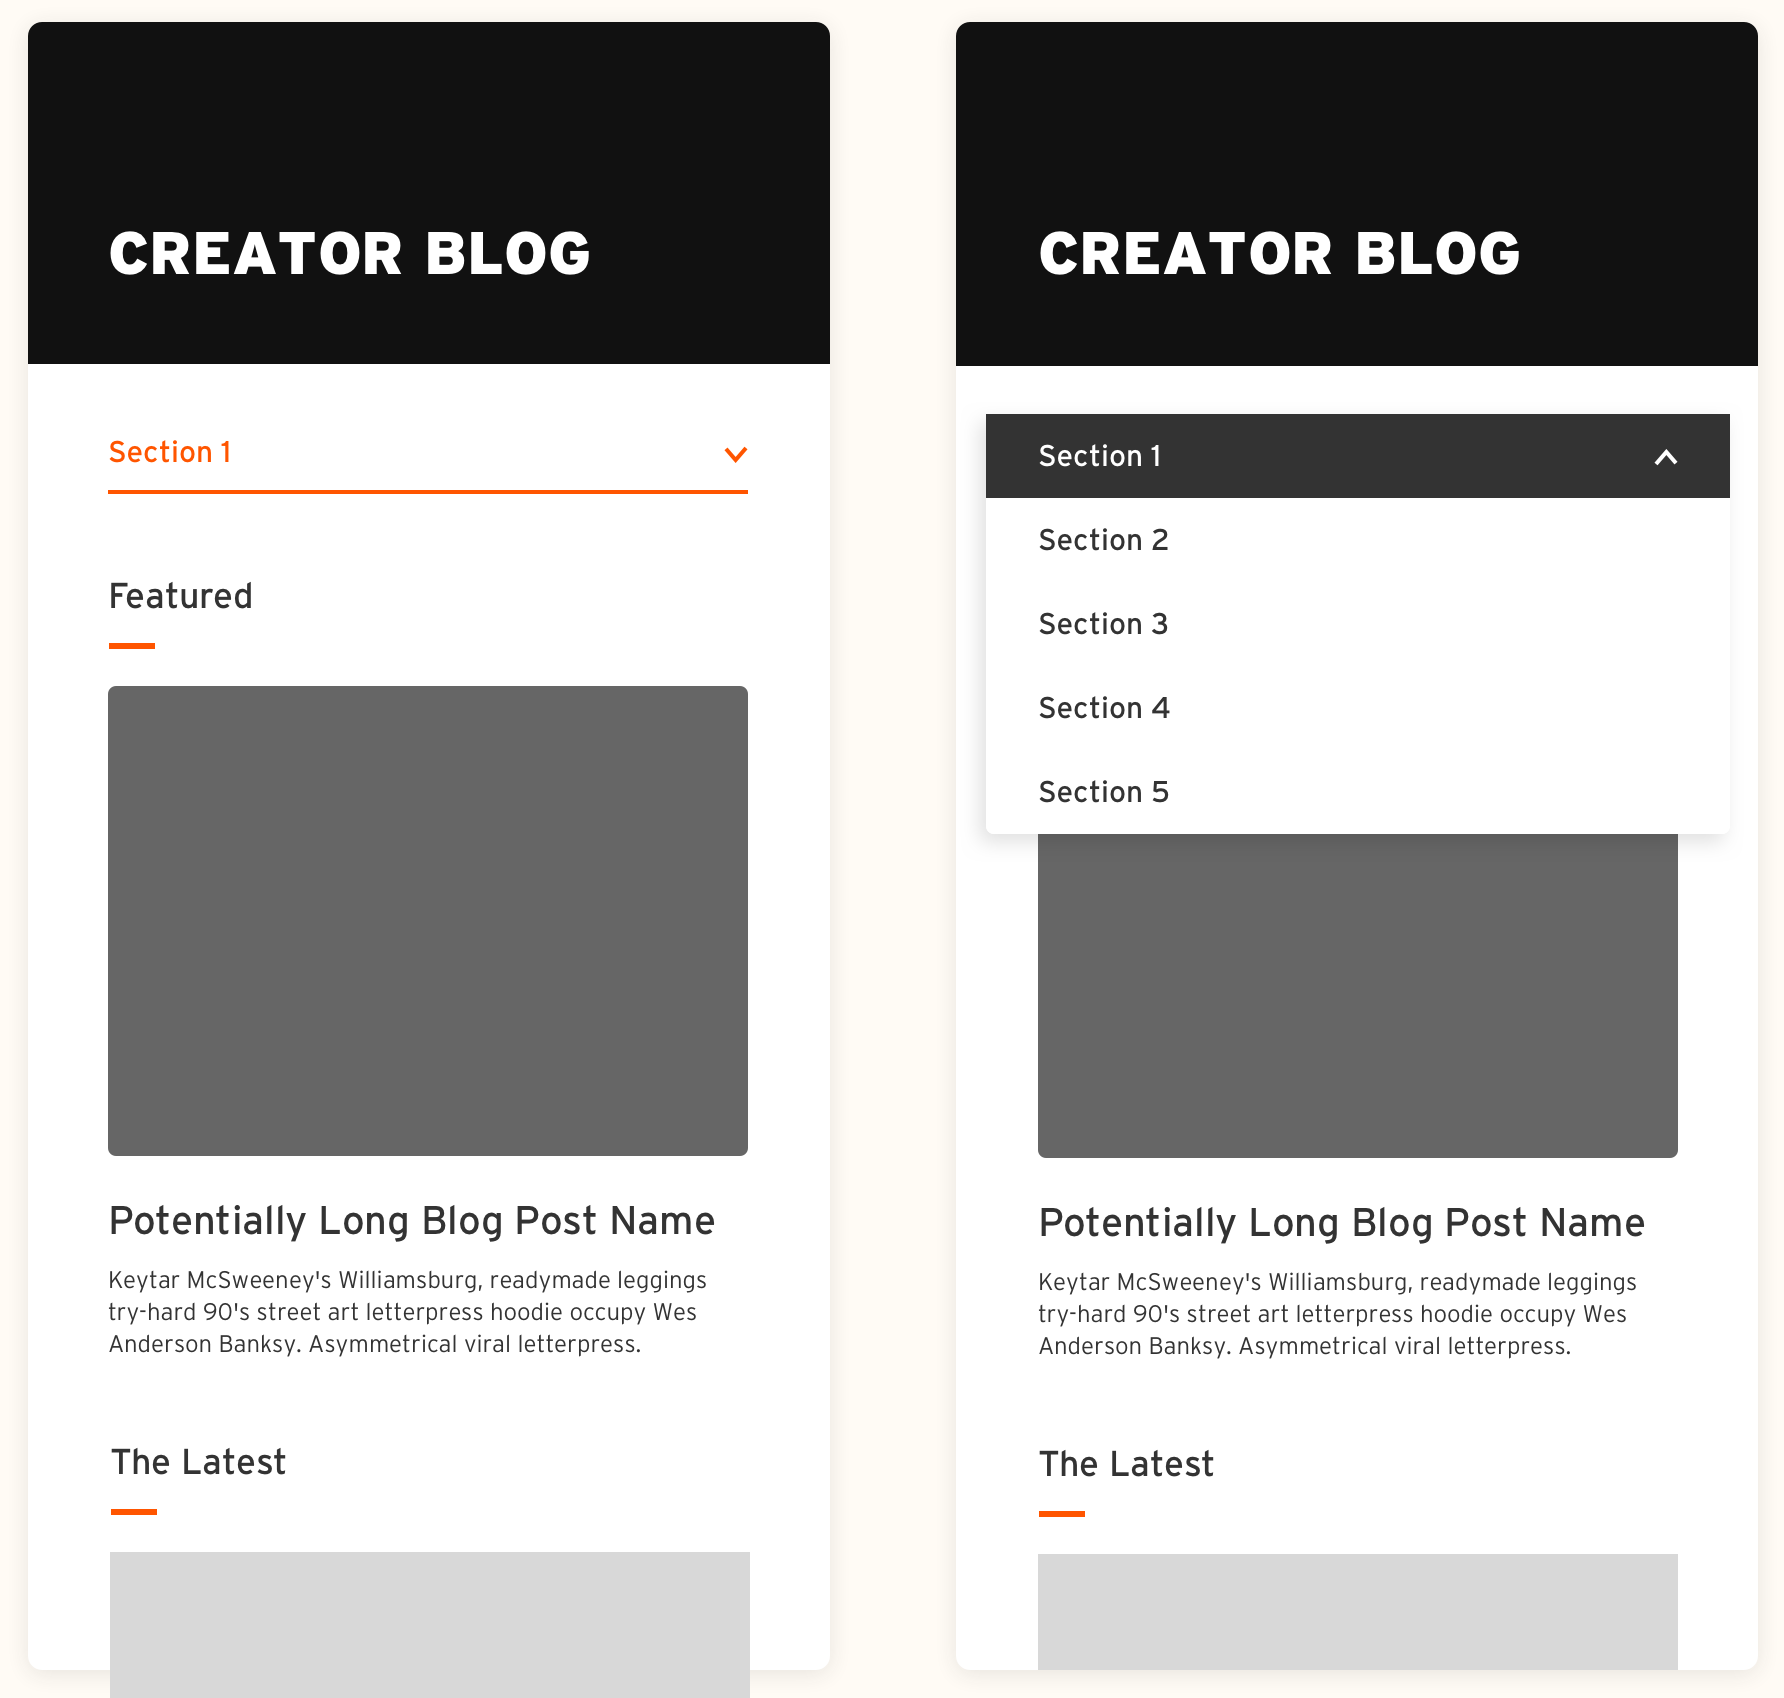 CREATOR BLOG
Section 1
Featured
Potentially Long Blog Post Name
Keytar McSweeney's Williamsburg, readymade leggings
try-hard 90's street art letterpress hoodie occupy Wes
Anderson Banksy. Asymmetrical viral letterpress.
The Latest
CREATOR BLOG
Section 1
Section 2
Section 3
Section 4
Section 5
Potentially Long Blog Post Name
Keytar McSweeney's Williamsburg, readymade leggings
try-hard 90's street art letterpress hoodie occupy Wes
Anderson Banksy. Asymmetrical viral letterpress.
The Latest